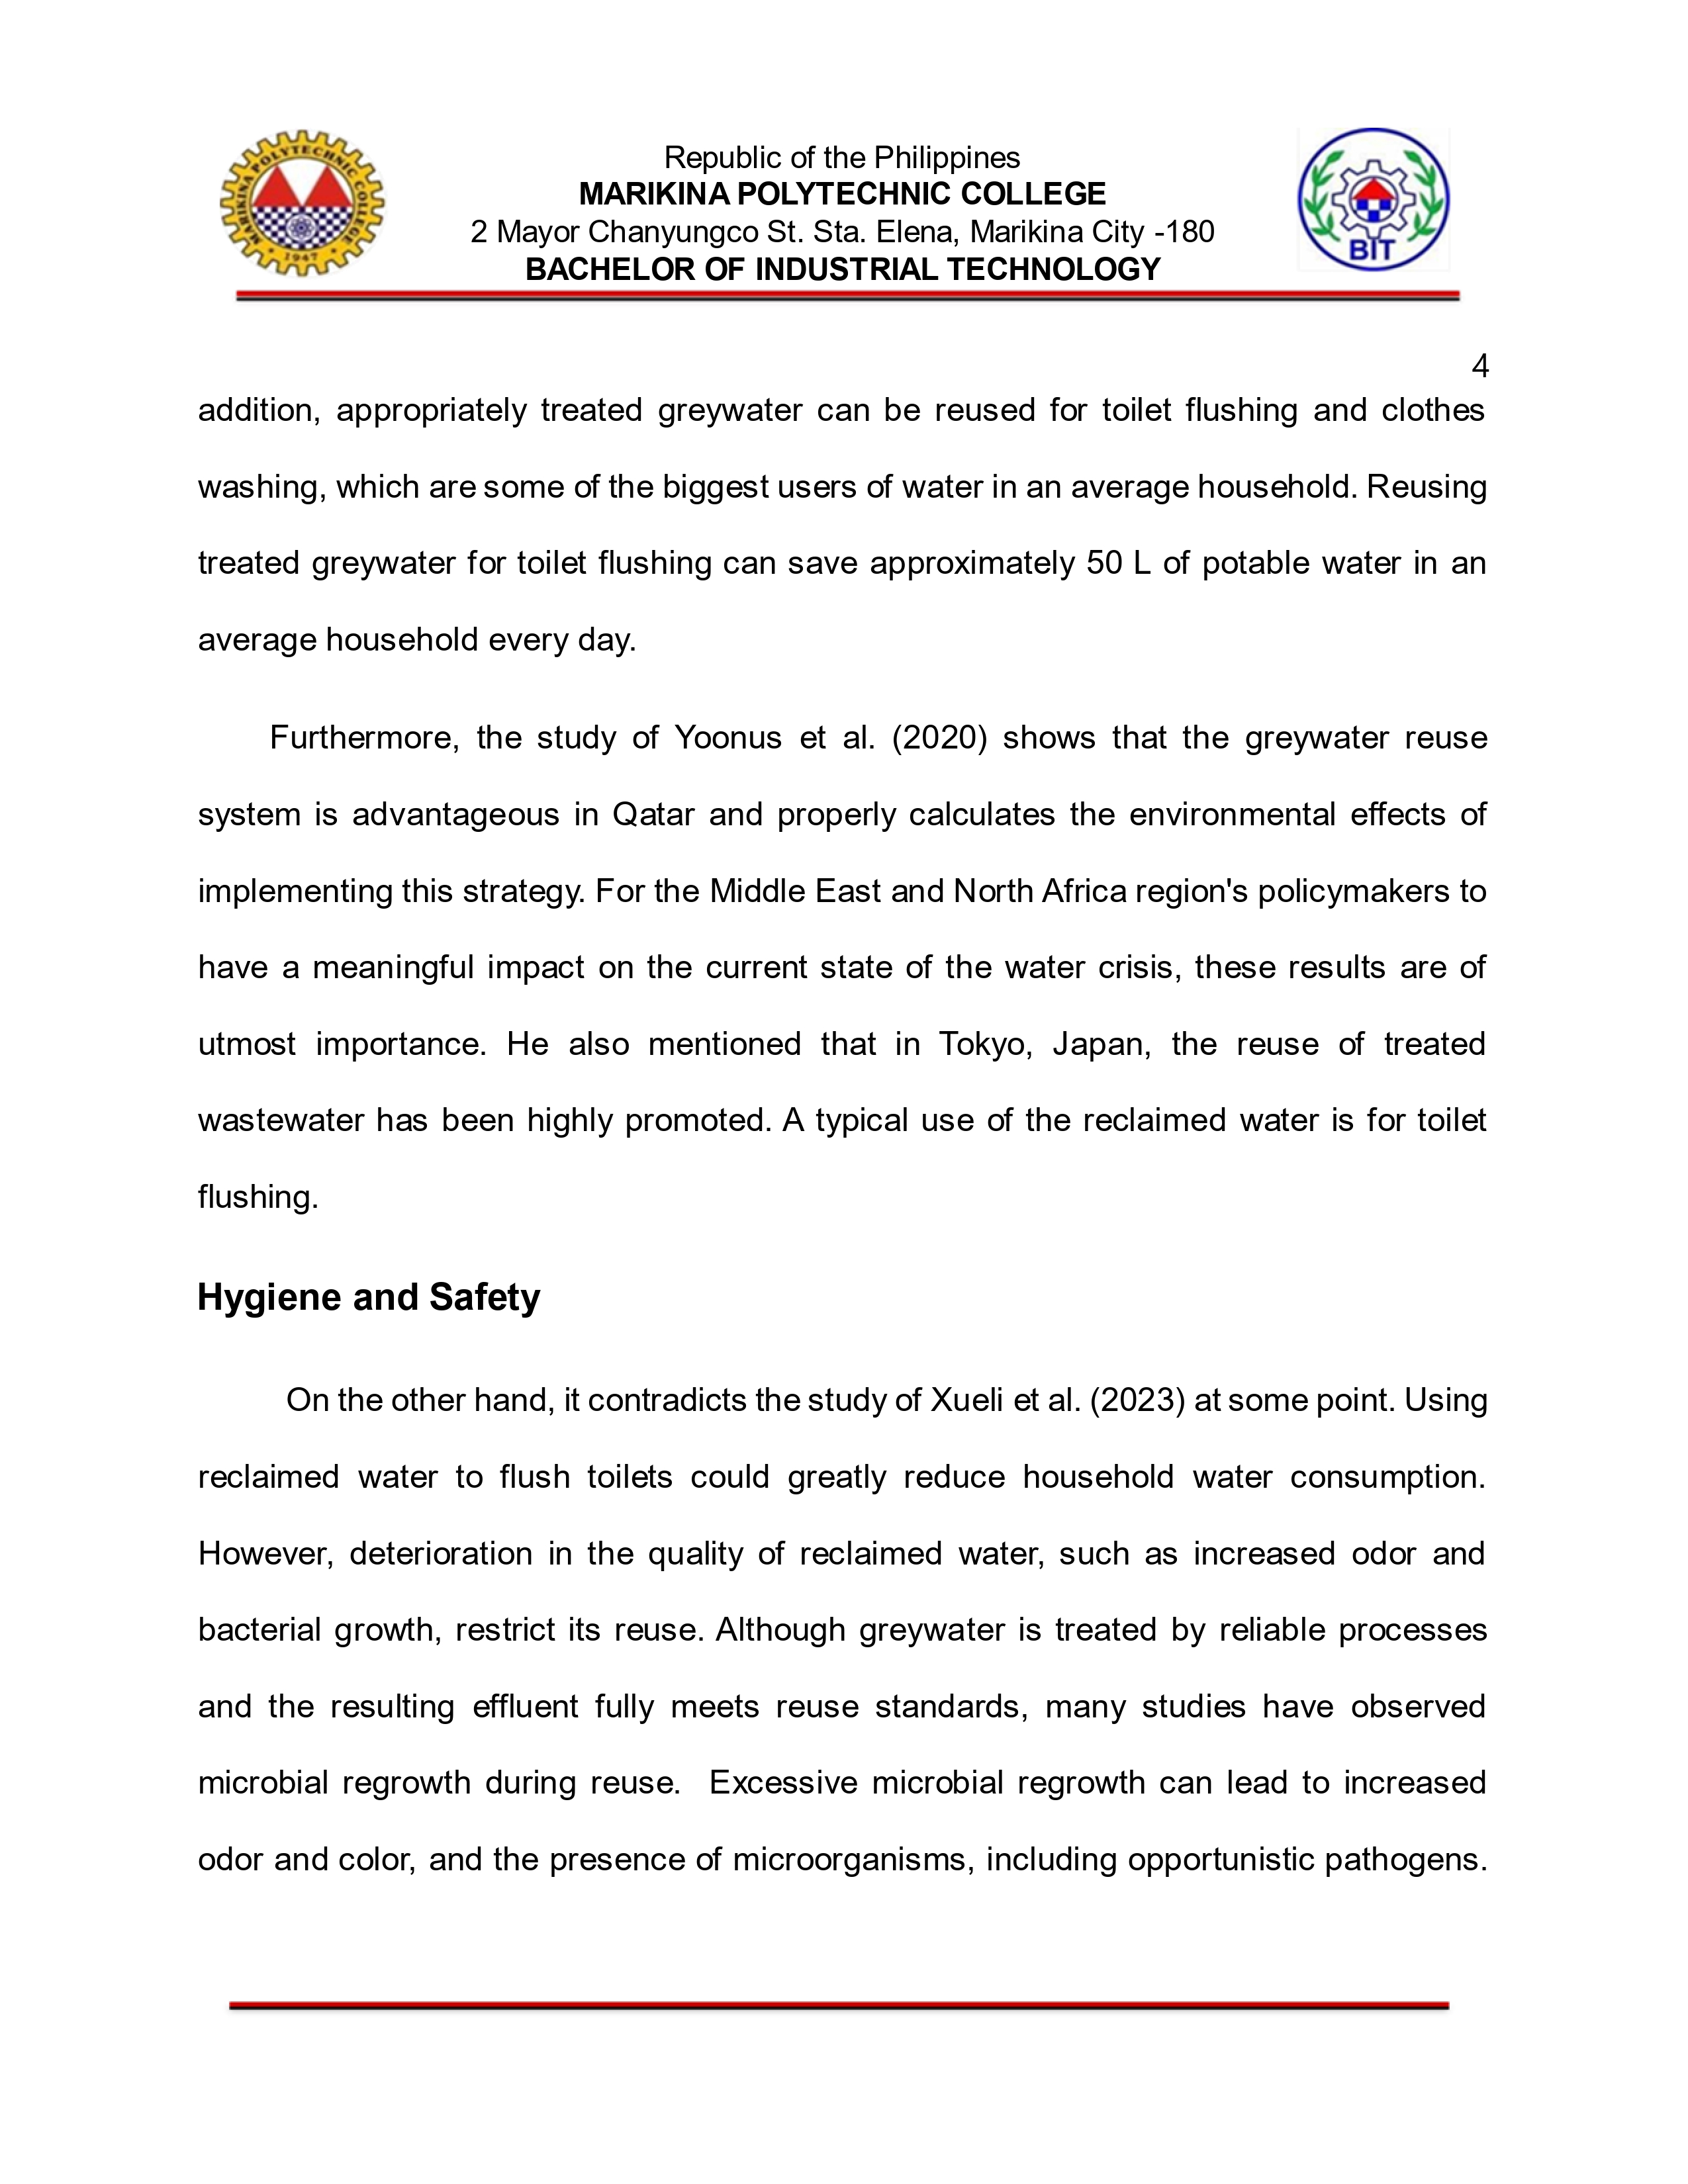 MARIKINA POLYTECHNIC COLLEGE
1947
Republic of the Philippines
MARIKINA POLYTECHNIC COLLEGE
2 Mayor Chanyungco St. Sta. Elena, Marikina City -180
BACHELOR OF INDUSTRIAL TECHNOLOGY
BIT
4
addition, appropriately treated greywater can be reused for toilet flushing and clothes
washing, which are some of the biggest users of water in an average household. Reusing
treated greywater for toilet flushing can save approximately 50 L of potable water in an
average household every day.
Furthermore, the study of Yoonus et al. (2020) shows that the greywater reuse
system is advantageous in Qatar and properly calculates the environmental effects of
implementing this strategy. For the Middle East and North Africa region's policymakers to
have a meaningful impact on the current state of the water crisis, these results are of
utmost importance. He also mentioned that in Tokyo, Japan, the reuse of treated
wastewater has been highly promoted. A typical use of the reclaimed water is for toilet
flushing.
Hygiene and Safety
On the other hand, it contradicts the study of Xueli et al. (2023) at some point. Using
reclaimed water to flush toilets could greatly reduce household water consumption.
However, deterioration in the quality of reclaimed water, such as increased odor and
bacterial growth, restrict its reuse. Although greywater is treated by reliable processes
and the resulting effluent fully meets reuse standards, many studies have observed
microbial regrowth during reuse.  Excessive microbial regrowth can lead to increased
odor and color, and the presence of microorganisms, including opportunistic pathogens.